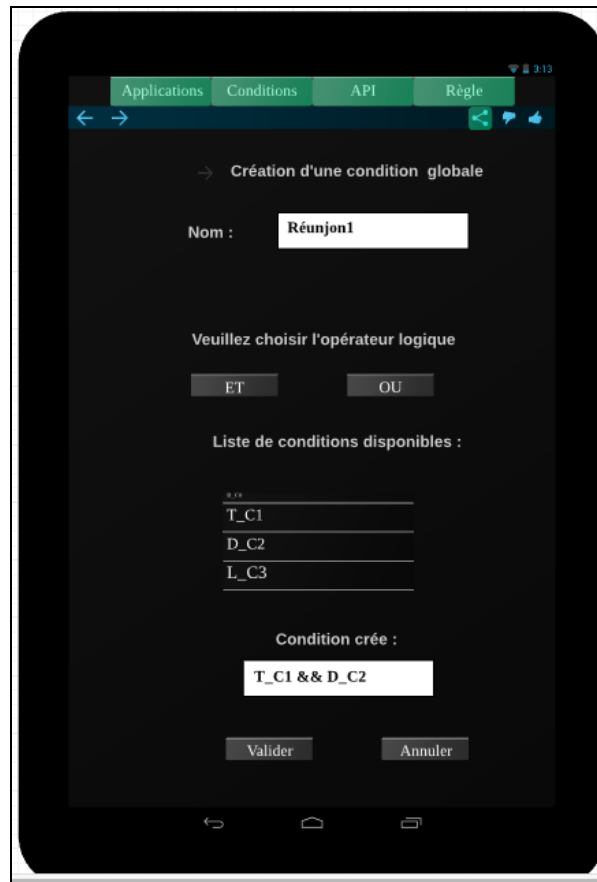 3:13
Applications Conditions API Règle
Création d'une condition globale
Nom : Réunjon1
Veuillez choisir l'opérateur logique
ET OU
Liste de conditions disponibles :
T_C1
D_C2
L_C3
Condition crée :
T_C1 && D_C2
Valider Annuler